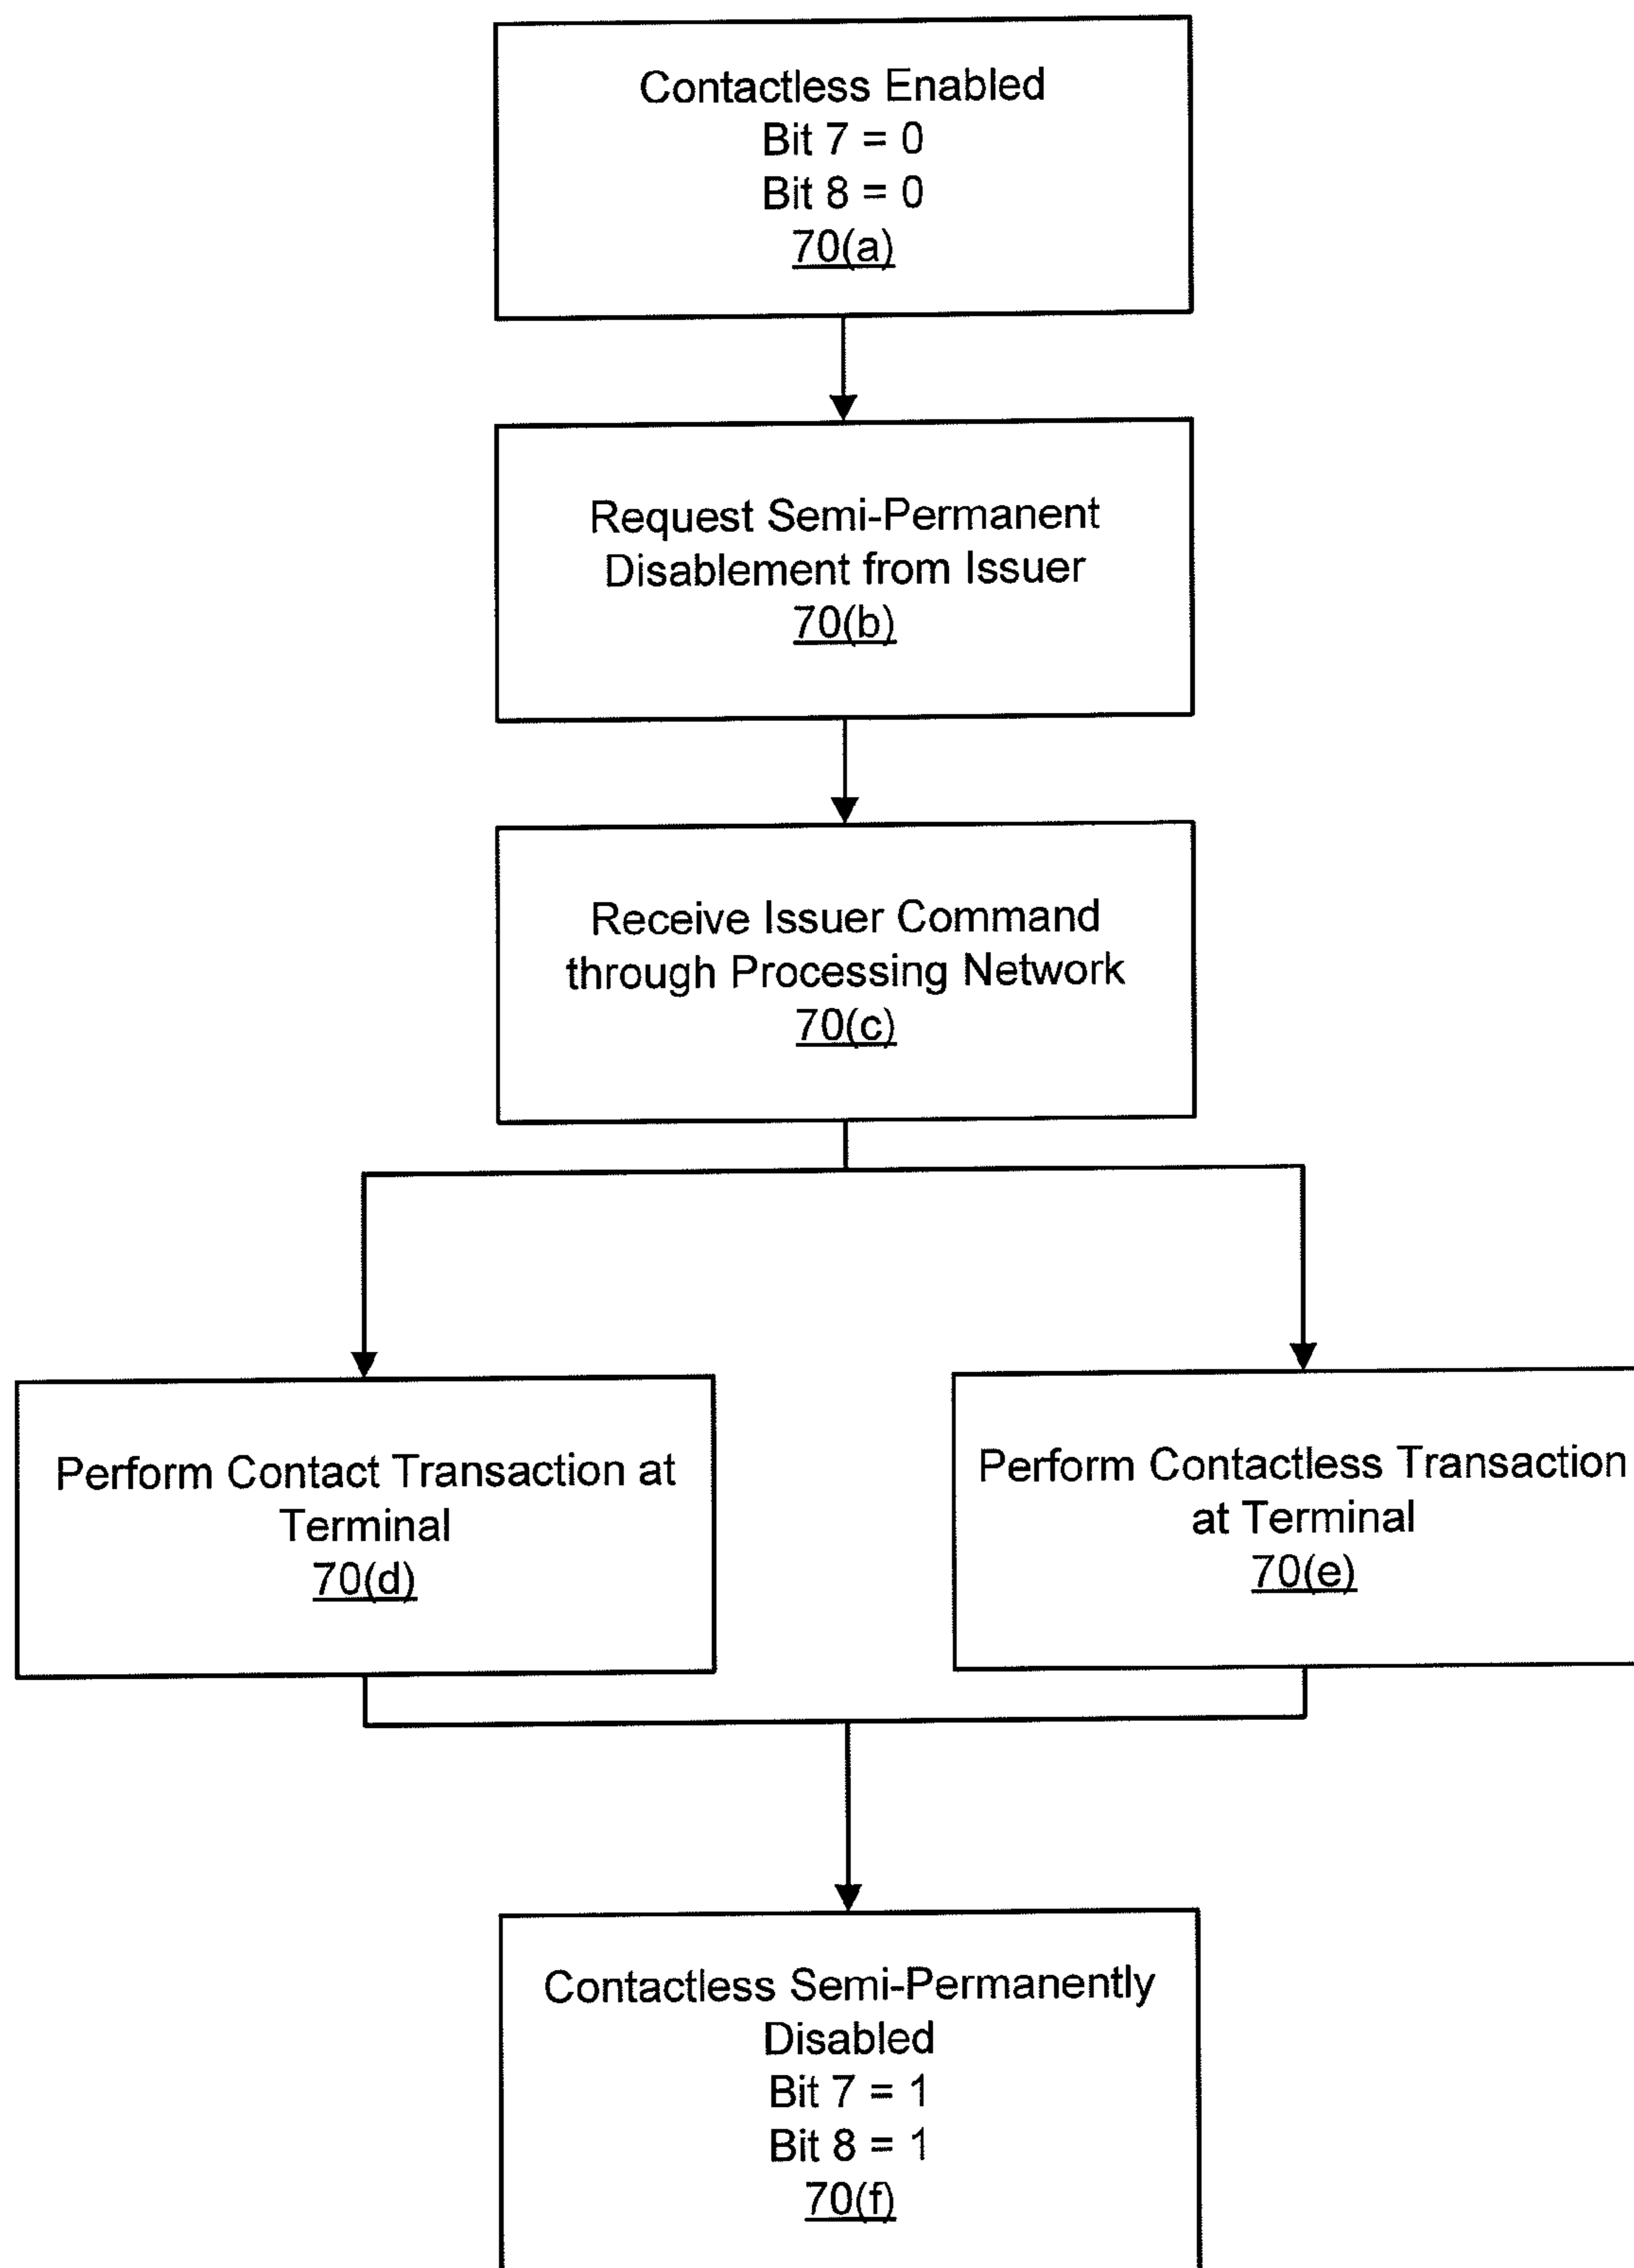 Contactless Enabled
Bit 7 = 0
Bit 8 = 0
70(a)
Request Semi-Permanent
Disablement from Issuer
70(b)
Receive Issuer Command
through Processing Network
70(c)
Perform Contact Transaction at
Terminal
70(d)
Perform Contactless Transaction
at Terminal
70(e)
Contactless Semi-Permanently
Disabled
Bit 7 = 1
Bit 8 = 1
70(f)